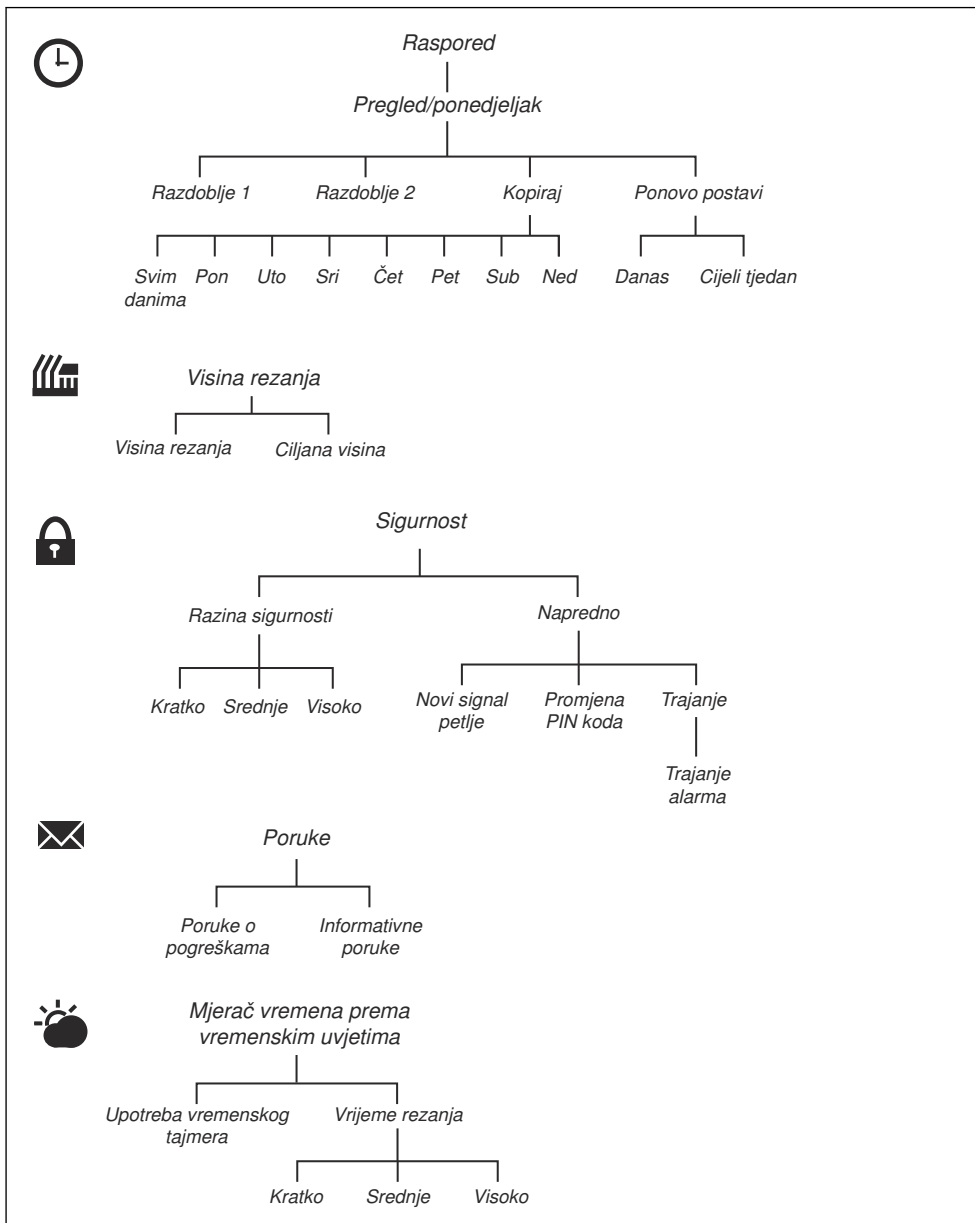 Raspored
Pregled/ponedjeljak
Razdoblje 1
Razdoblje 2
Kopiraj
Ponovo postavi
Svim
danima
Pon
Uto
Sri
Čet
Pet
Sub
Ned
Danas
Cijeli tjedan
Visina rezanja
Visina rezanja
Ciljana visina
Sigurnost
Razina sigurnosti
Napredno
Kratko
Srednje
Visoko
Novi signal
petlje
Promjena
PIN koda
Trajanje
Trajanje
alarma
Poruke
Poruke o
pogreškama
Informativne
poruke
Mjerač vremena prema
vremenskim uvjetima
Upotreba vremenskog
tajmera
Vrijeme rezanja
Kratko
Srednje
Visoko